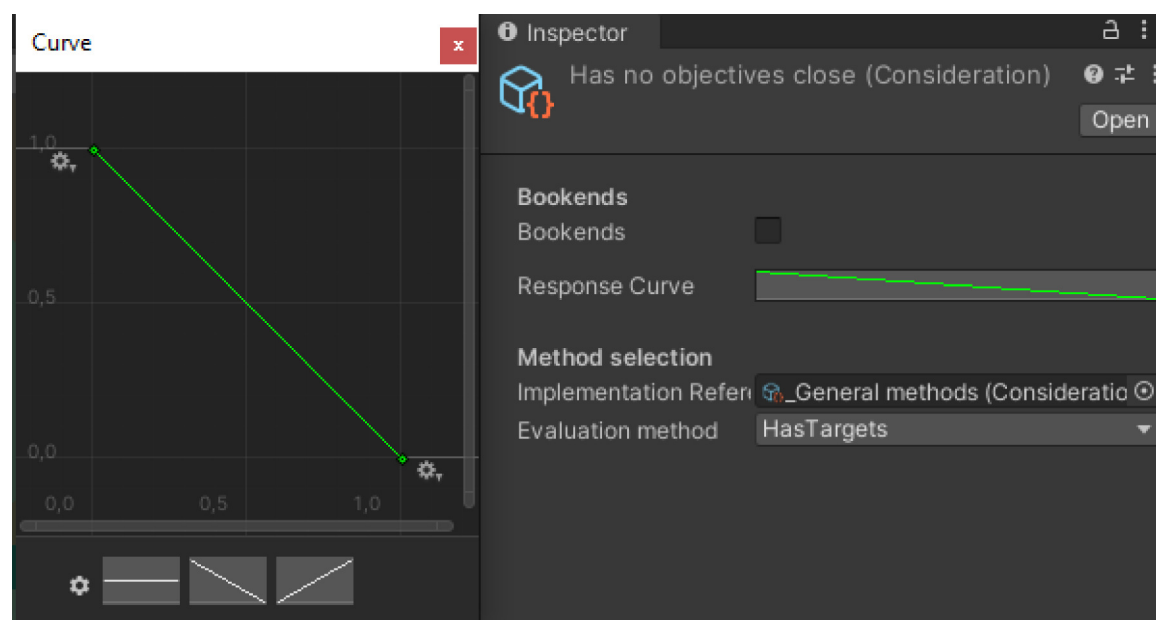 Curve
x
1,0
0,5
0,0
0,0 0,5 1,0
Inspector
Has no objectives close (Consideration)
Open
Bookends
Bookends
Response Curve
Method selection
Implementation Refer
_General methods (Consideratio
Evaluation method
HasTargets